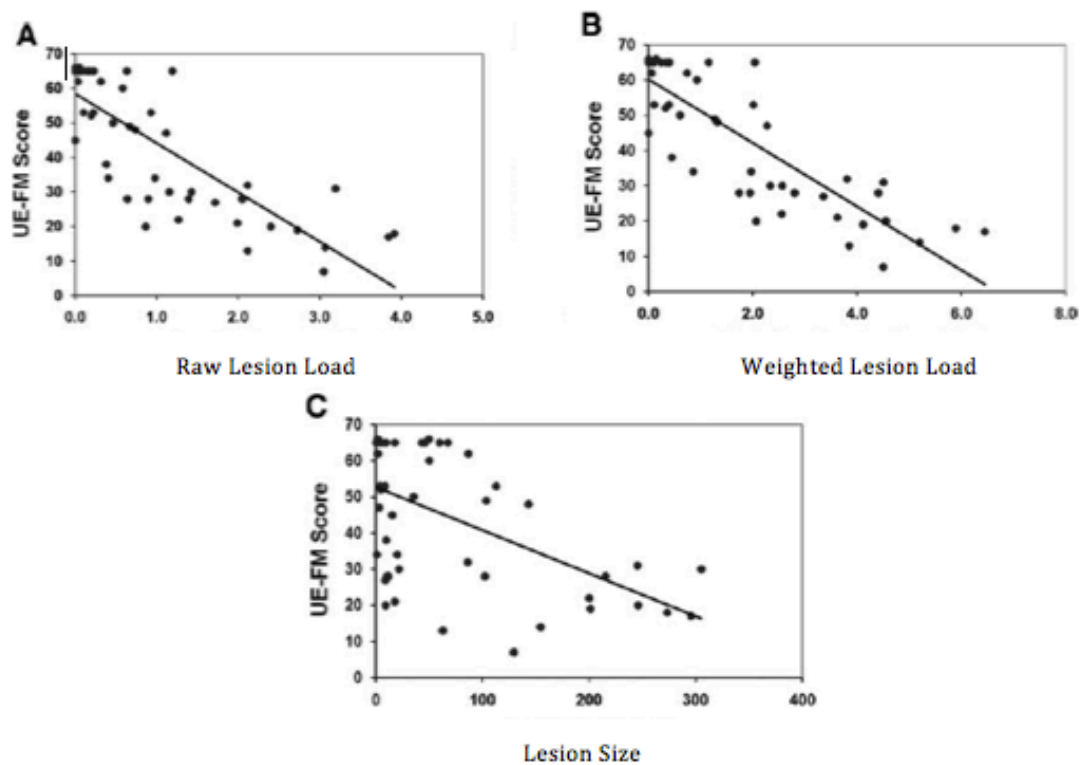 A
UE-FM Score
70
60
50
40
30
20
10
0
0.0 1.0 2.0 3.0 4.0 5.0
Raw Lesion Load
B
UE-FM Score
70
60
50
40
30
20
10
0
0.0 2.0 4.0 6.0 8.0
Weighted Lesion Load
C
UE-FM Score
70
60
50
40
30
20
10
0
0 100 200 300 400
Lesion Size